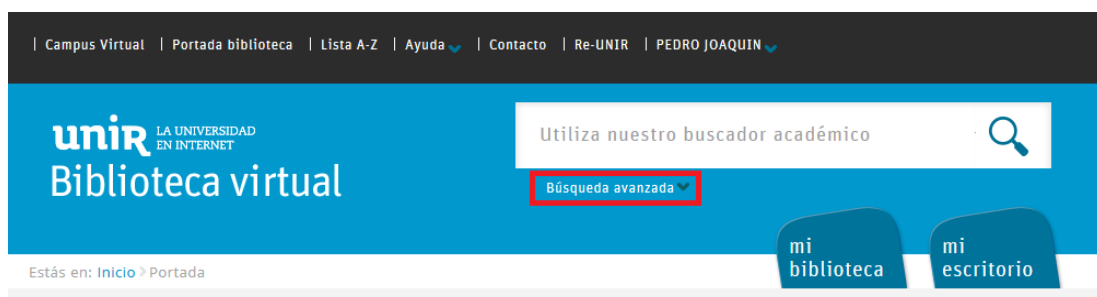 | Campus Virtual | Portada biblioteca | Lista A-Z | Ayuda | Contacto | Re-UNIR | PEDRO JOAQUIN
unir LA UNIVERSIDAD
EN INTERNET
Biblioteca virtual
Utiliza nuestro buscador académico
Búsqueda avanzada
mi
biblioteca
mi
escritorio
Estás en: Inicio > Portada